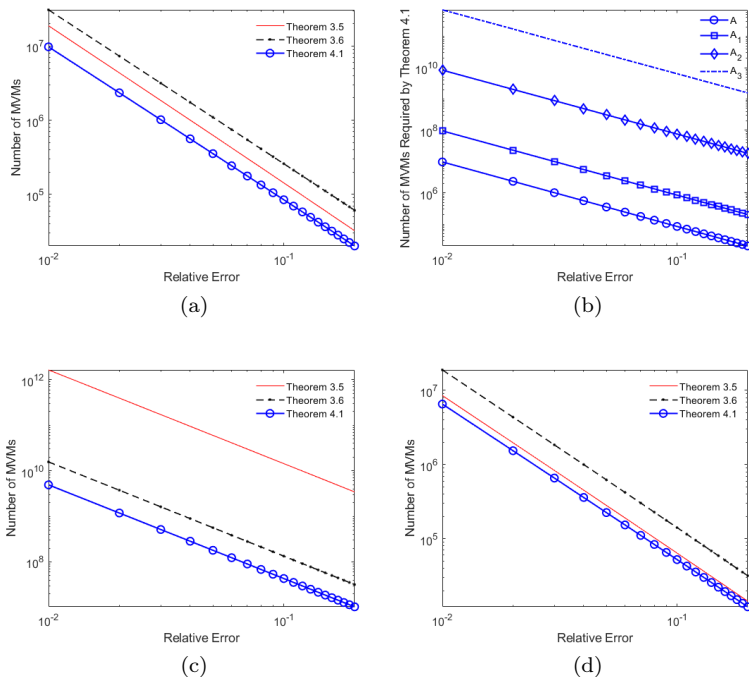 Number of MVMs
10^7
10^6
10^5
10^-2
10^-1
Relative Error
Theorem 3.5
Theorem 3.6
Theorem 4.1
(a)
Number of MVMs Required by Theorem 4.1
10^10
10^8
10^6
10^-2
10^-1
Relative Error
A
A_1
A_2
A_3
(b)
Number of MVMs
10^12
10^10
10^8
10^-2
10^-1
Relative Error
Theorem 3.5
Theorem 3.6
Theorem 4.1
(c)
Number of MVMs
10^7
10^6
10^5
10^-2
10^-1
Relative Error
Theorem 3.5
Theorem 3.6
Theorem 4.1
(d)